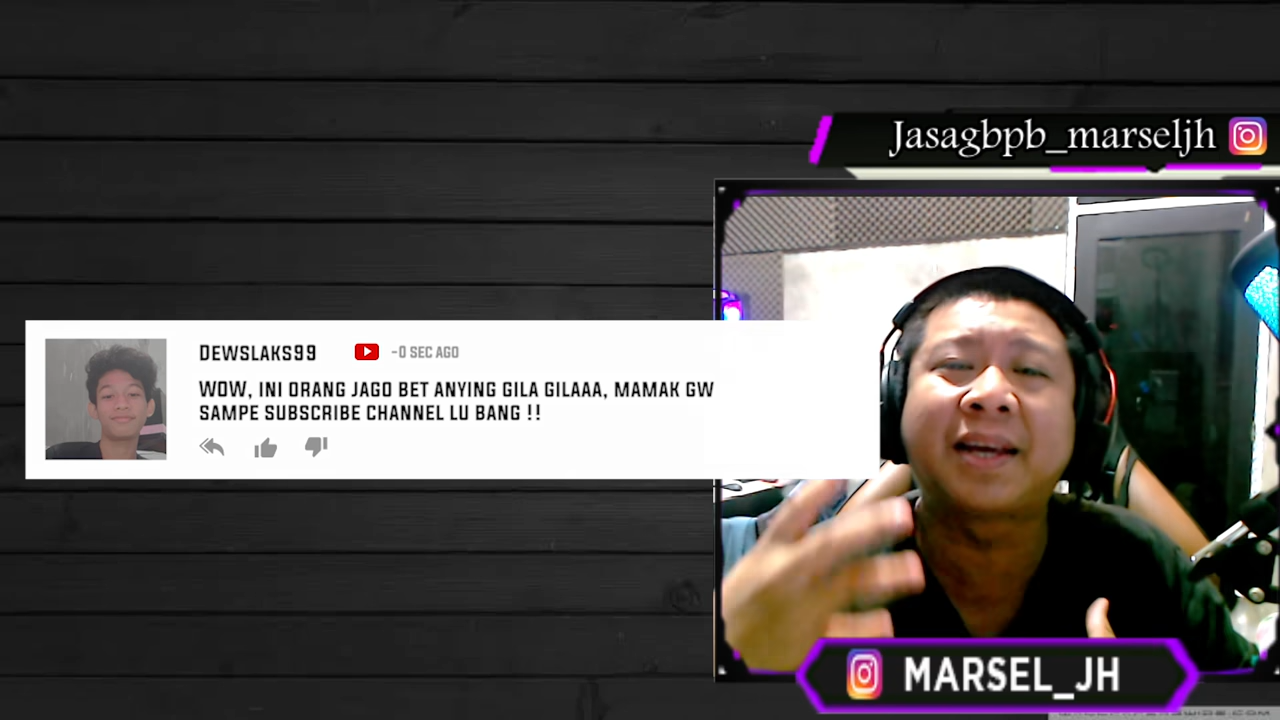 Jasagbpb_marseljh
DEWSLAKS99 -0 SEC AGO
WOW, INI ORANG JAGO BET ANYING GILA GILAAA, MAMAK GW
SAMPE SUBSCRIBE CHANNEL LU BANG !!
MARSEL_JH